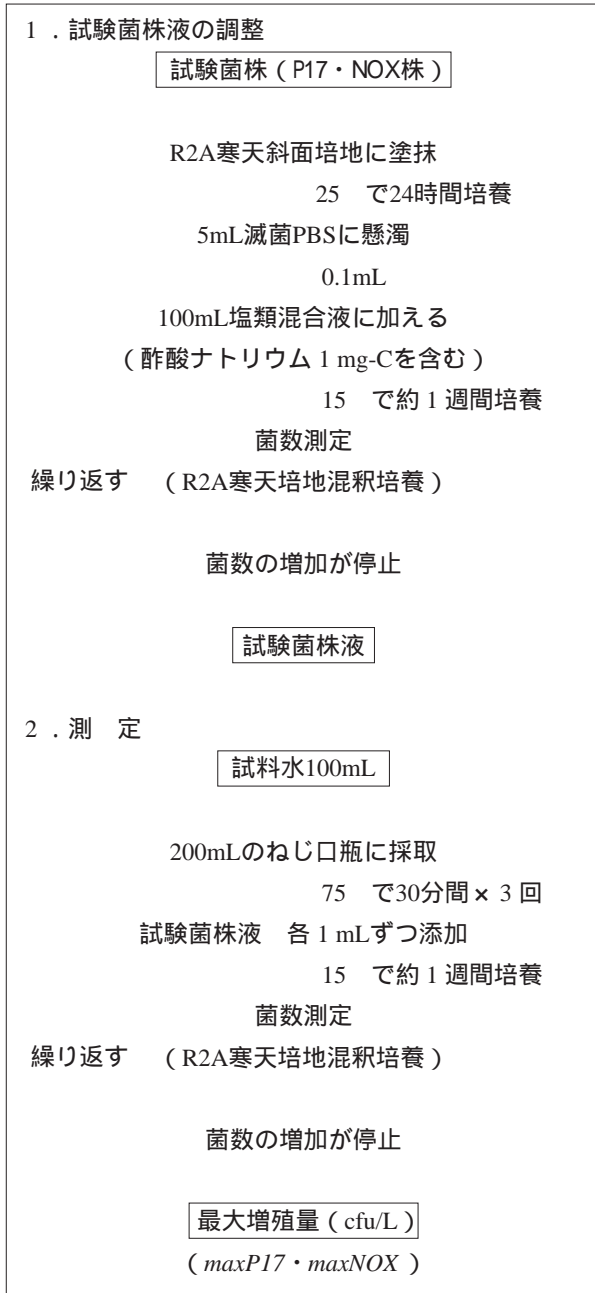 1．試験菌株液の調整
試験菌株（P17・NOX株）
R2A寒天斜面培地に塗抹
25　で24時間培養
5mL滅菌PBSに懸濁
0.1mL
100mL塩類混合液に加える
（酢酸ナトリウム 1 mg-Cを含む）
15　で約 1 週間培養
菌数測定
繰り返す　（R2A寒天培地混釈培養）
菌数の増加が停止
試験菌株液
2．測　定
試料水100mL
200mLのねじ口瓶に採取
75　で30分間 × 3 回
試験菌株液　各 1 mLずつ添加
15　で約 1 週間培養
菌数測定
繰り返す　（R2A寒天培地混釈培養）
菌数の増加が停止
最大増殖量（cfu/L）
（maxP17・maxNOX）